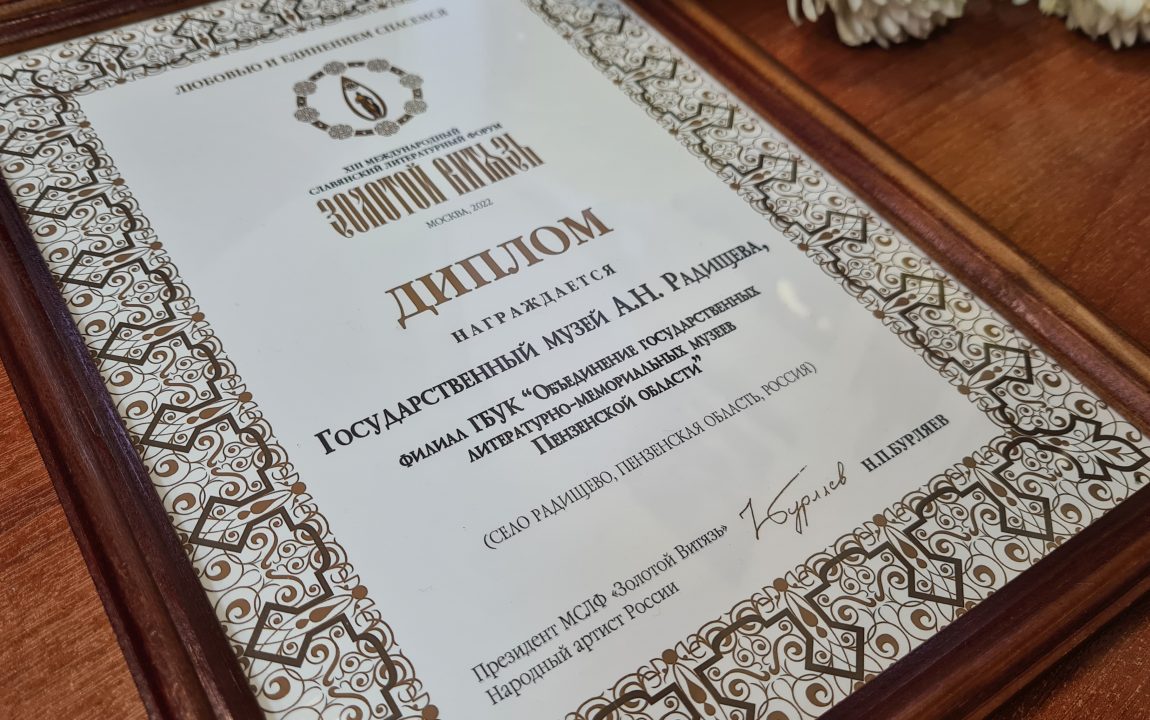 ЛЮБОВЬЮ И ЕДИНЕНИЕМ СПАСЕМСЯ
XIII МЕЖДУНАРОДНЫЙ
СЛАВЯНСКИЙ ЛИТЕРАТУРНЫЙ ФОРУМ
ЗОЛОТОЙ ВИТЯЗЬ
МОСКВА, 2022
ДИПЛОМ
НАГРАЖДАЕТСЯ
Государственный музей А.Н. Радищева,
филиал ГБУК “Объединение государственных
литературно-мемориальных музеев
Пензенской области”
(СЕЛО РАДИЩЕВО, ПЕНЗЕНСКАЯ ОБЛАСТЬ, РОССИЯ)
Президент МСЛФ «Золотой Витязь» Н.Бурляев Н.П.БУРЛЯЕВ
Народный артист России